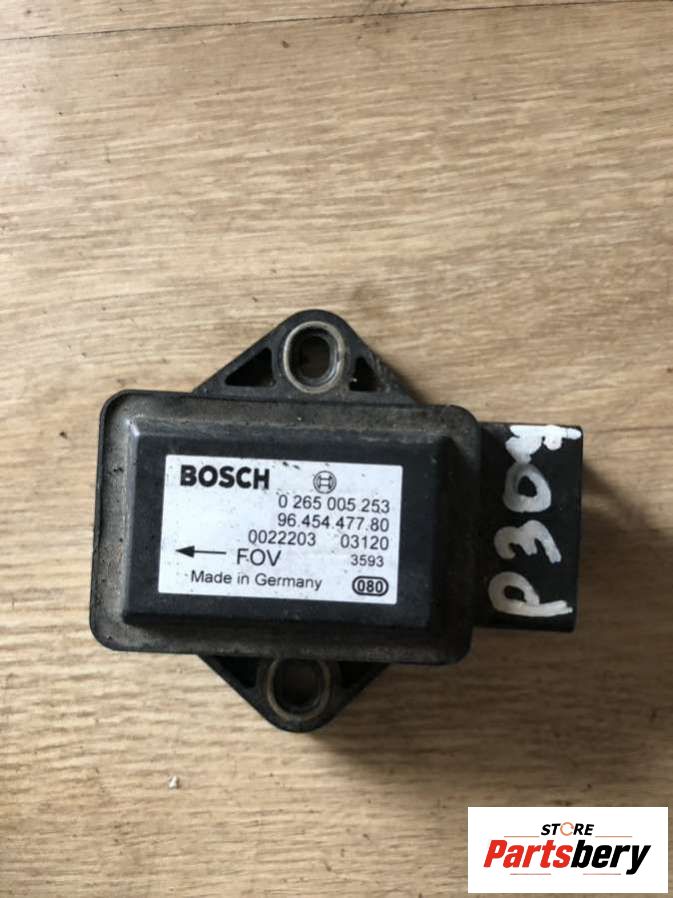 BOSCH
0 265 005 253
96.454.477.80
0022203 03120
← FOV 3593
Made in Germany 080
P307
STORE
Partsbery